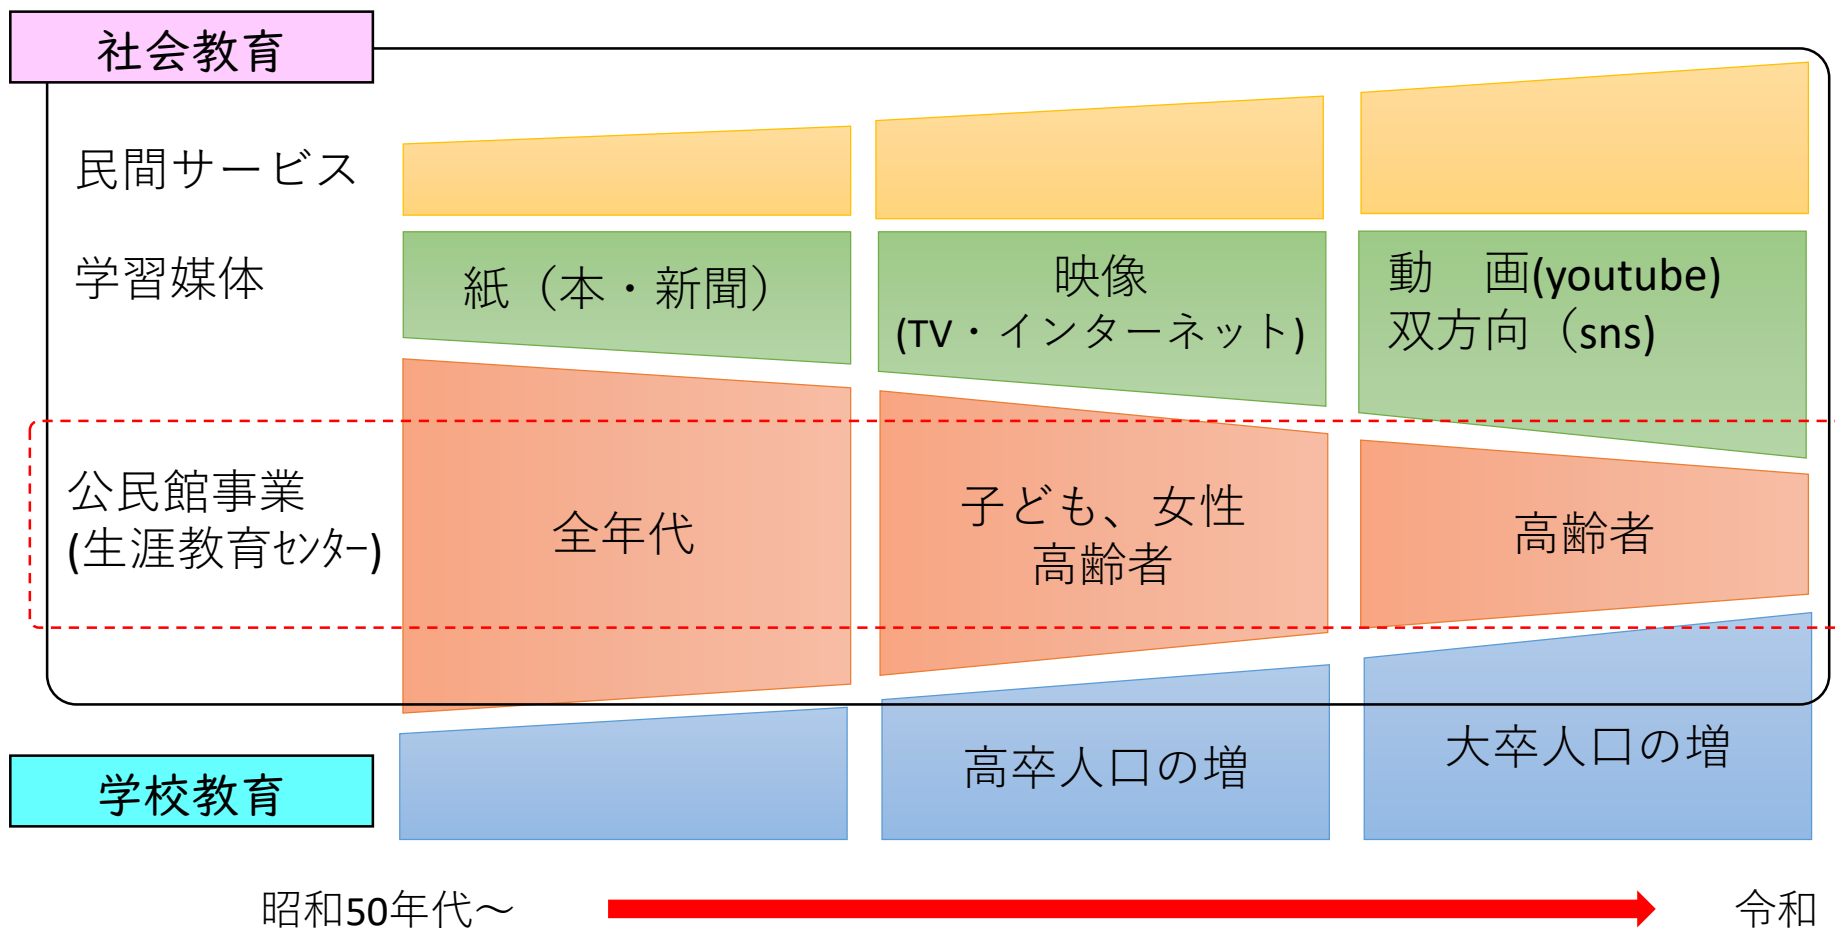 社会教育
民間サービス
学習媒体
紙（本・新聞）
映像
(TV・インターネット)
動　画(youtube)
双方向（sns)
公民館事業
(生涯教育ｾﾝﾀｰ)
全年代
子ども、女性
高齢者
高齢者
学校教育
高卒人口の増
大卒人口の増
昭和50年代～
令和